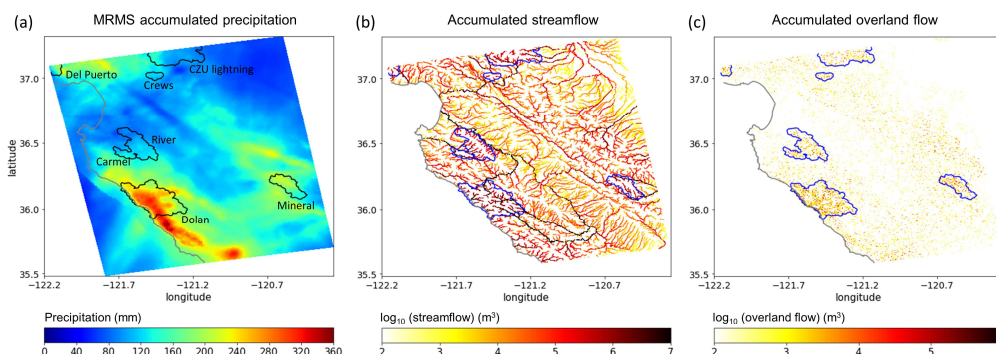 (a) MRMS accumulated precipitation
(b) Accumulated streamflow
(c) Accumulated overland flow
latitude
37.0
36.5
36.0
35.5
Del Puerto
CZU lightning
Crews
River
Carmel
Dolan
Mineral
−122.2 −121.7 −121.2 −120.7
longitude
Precipitation (mm)
0 40 80 120 160 200 240 280 320 360
37.0
36.5
36.0
35.5
−122.2 −121.7 −121.2 −120.7
longitude
log10 (streamflow) (m³)
2 3 4 5 6 7
37.0
36.5
36.0
35.5
−122.2 −121.7 −121.2 −120.7
longitude
log10 (overland flow) (m³)
2 3 4 5 6